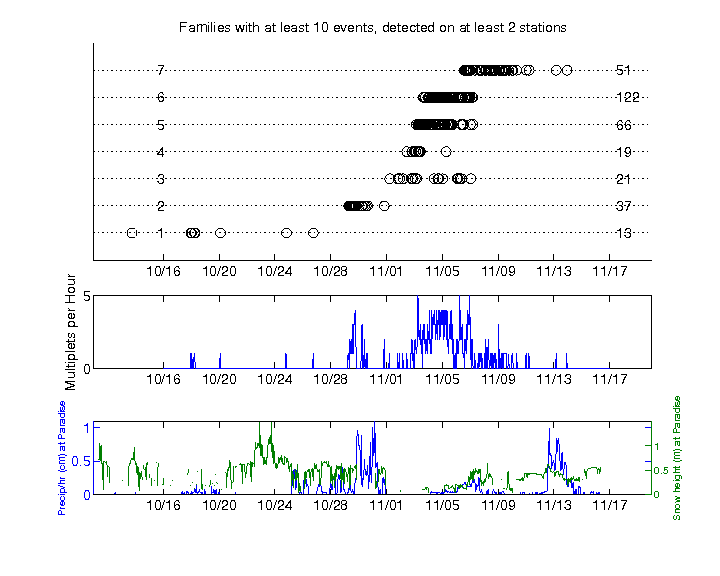 Families with at least 10 events, detected on at least 2 stations
7 51
6 122
5 66
4 19
3 21
2 37
1 13
10/16 10/20 10/24 10/28 11/01 11/05 11/09 11/13 11/17
Multiplets per Hour
5
0
10/16 10/20 10/24 10/28 11/01 11/05 11/09 11/13 11/17
Precip/hr (cm) at Paradise
1
0.5
0
Snow height (m) at Paradise
1
0.5
0
10/16 10/20 10/24 10/28 11/01 11/05 11/09 11/13 11/17